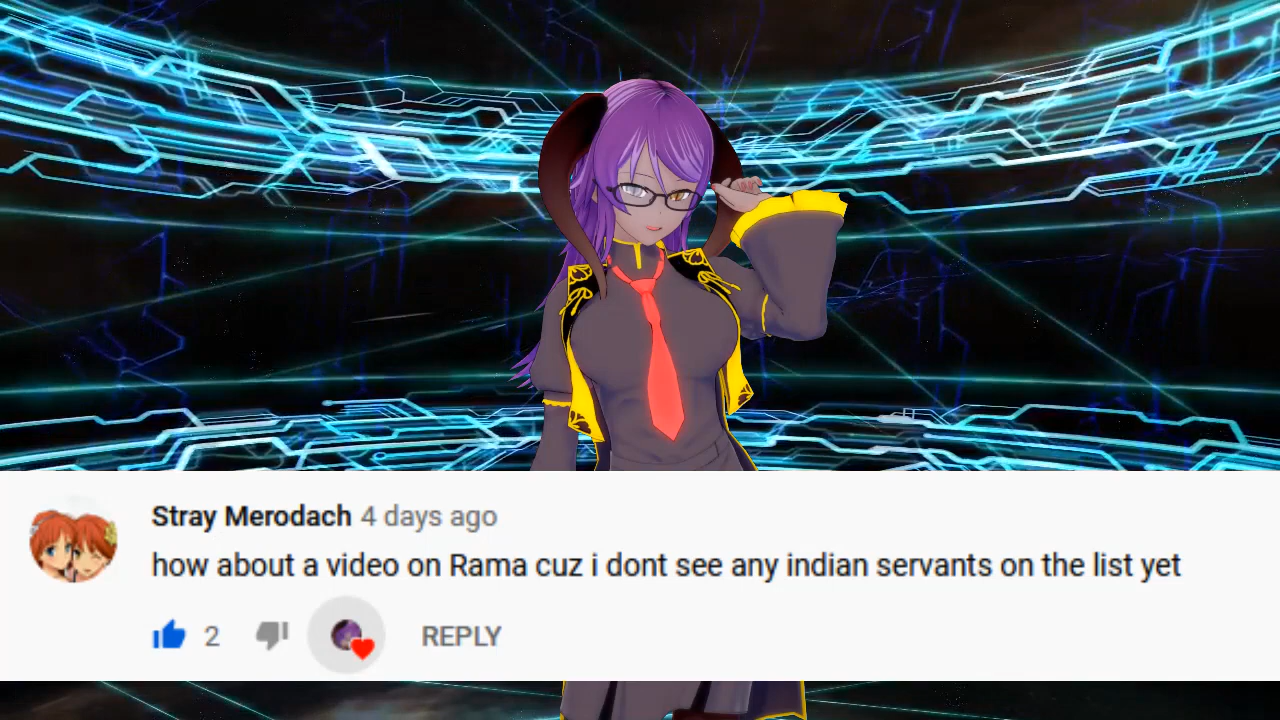 Stray Merodach 4 days ago
how about a video on Rama cuz i dont see any indian servants on the list yet
2 REPLY